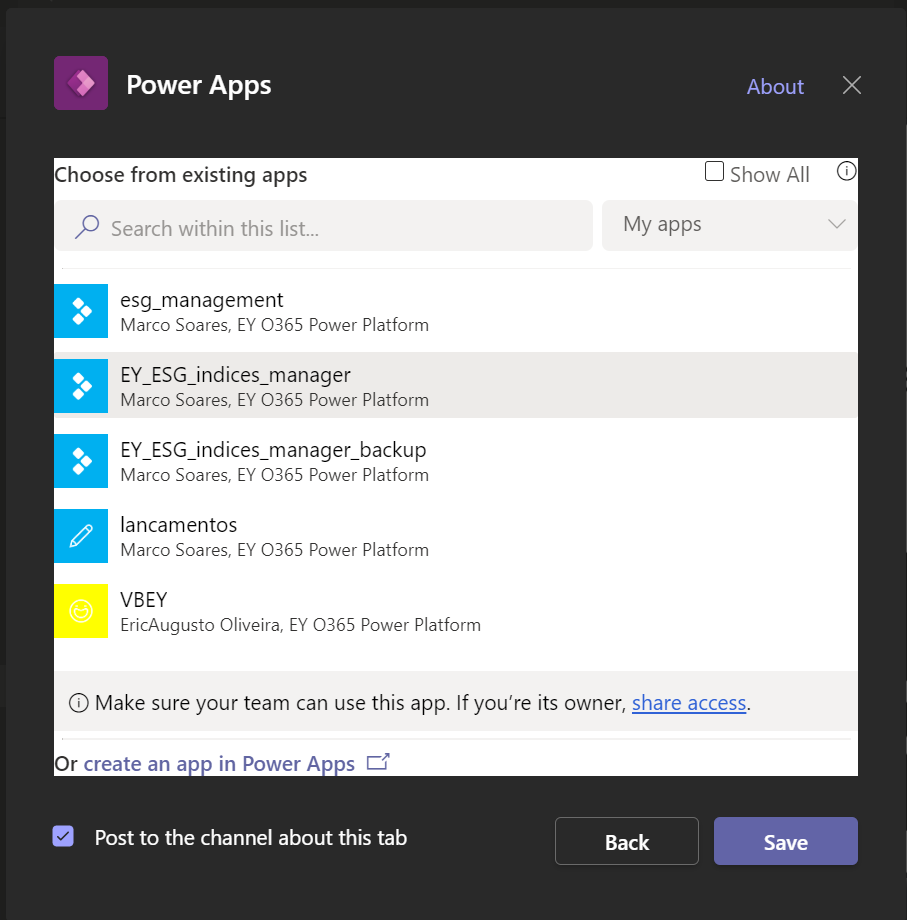 Power Apps
About
Choose from existing apps
Show All
Search within this list...
My apps
esg_management
Marco Soares, EY O365 Power Platform
EY_ESG_indices_manager
Marco Soares, EY O365 Power Platform
EY_ESG_indices_manager_backup
Marco Soares, EY O365 Power Platform
lancamentos
Marco Soares, EY O365 Power Platform
VBEY
EricAugusto Oliveira, EY O365 Power Platform
Make sure your team can use this app. If you’re its owner, share access.
Or create an app in Power Apps
Post to the channel about this tab
Back
Save